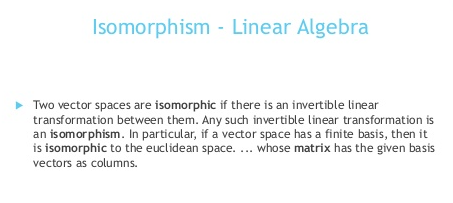 Isomorphism - Linear Algebra
Two vector spaces are isomorphic if there is an invertible linear
transformation between them. Any such invertible linear transformation is
an isomorphism. In particular, if a vector space has a finite basis, then it
is isomorphic to the euclidean space. ... whose matrix has the given basis
vectors as columns.